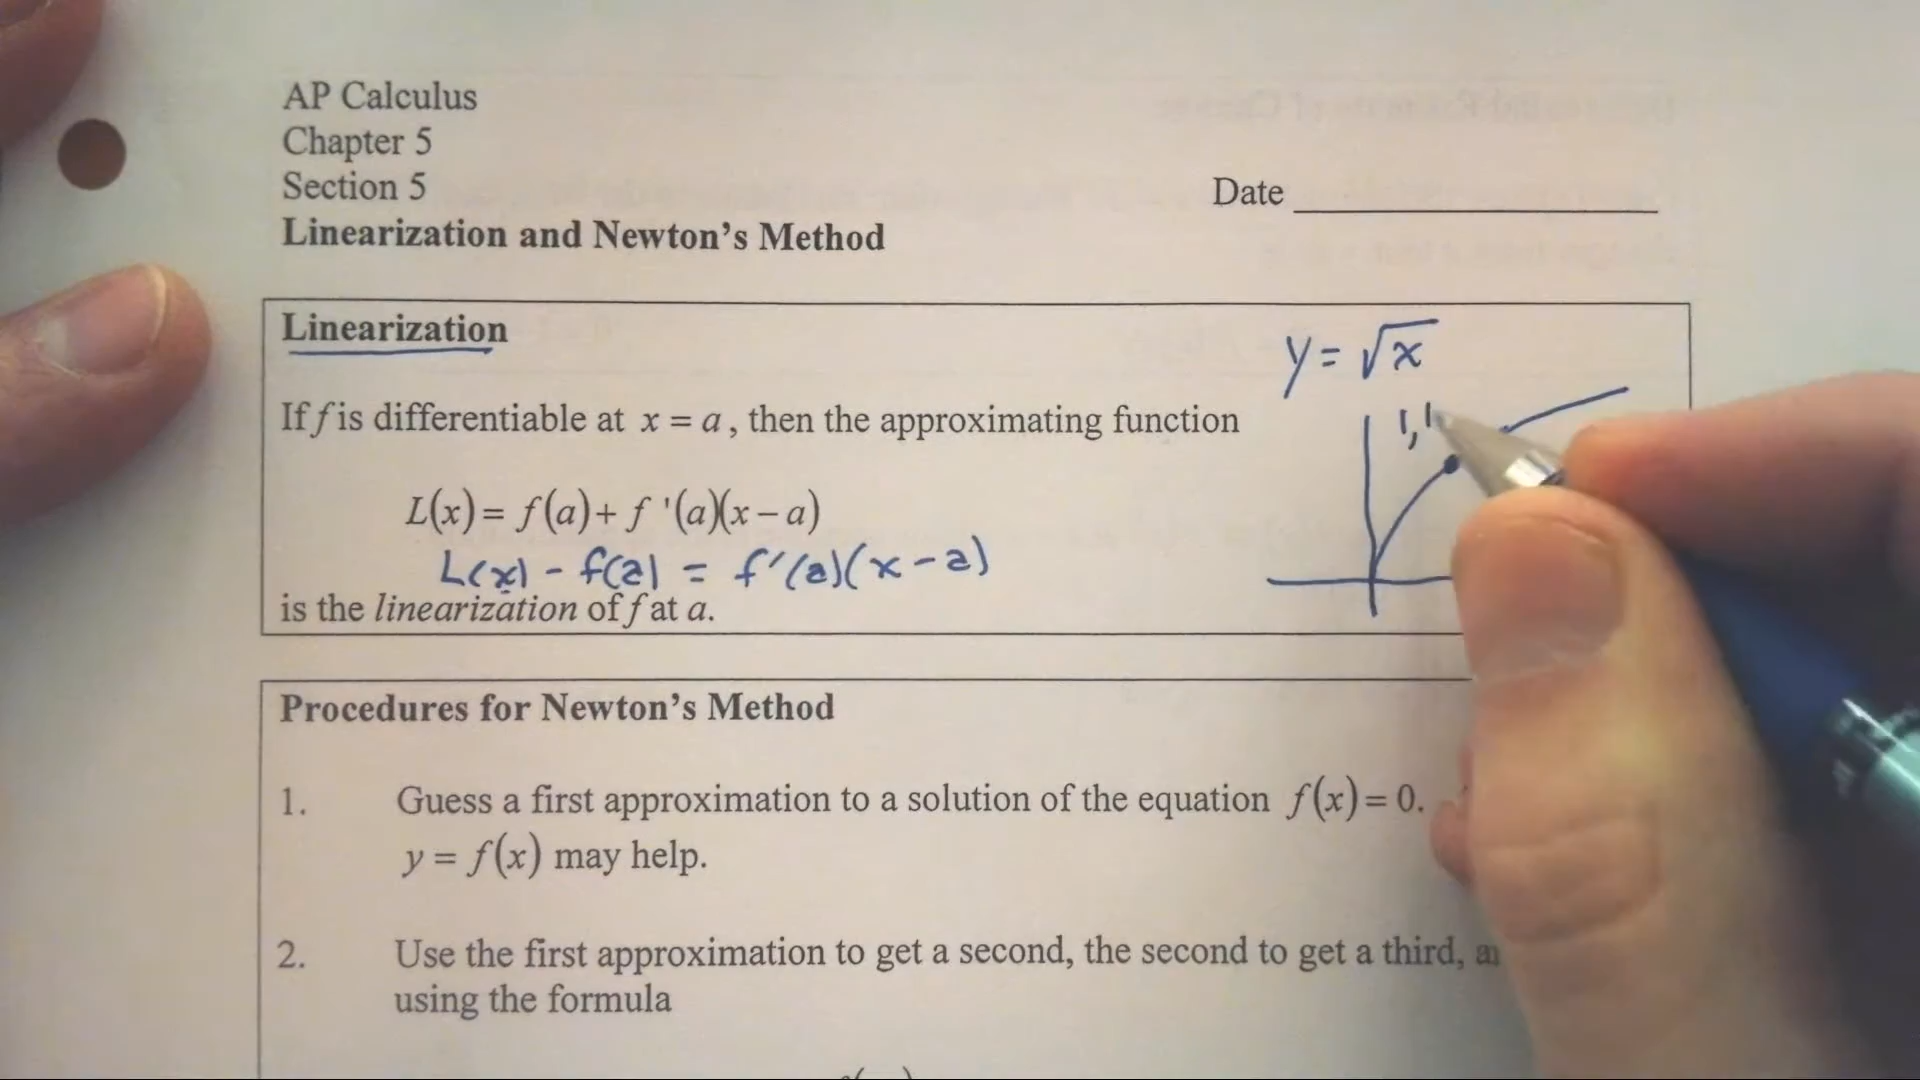 AP Calculus
Chapter 5
Section 5
Date
Linearization and Newton's Method
Linearization
y = √x
If f is differentiable at x = a, then the approximating function
1,1
L(x) = f(a) + f '(a)(x − a)
L(x) - f(a) = f'(a)(x - a)
is the linearization of f at a.
Procedures for Newton's Method
1. Guess a first approximation to a solution of the equation f(x) = 0.
y = f(x) may help.
2. Use the first approximation to get a second, the second to get a third,
using the formula